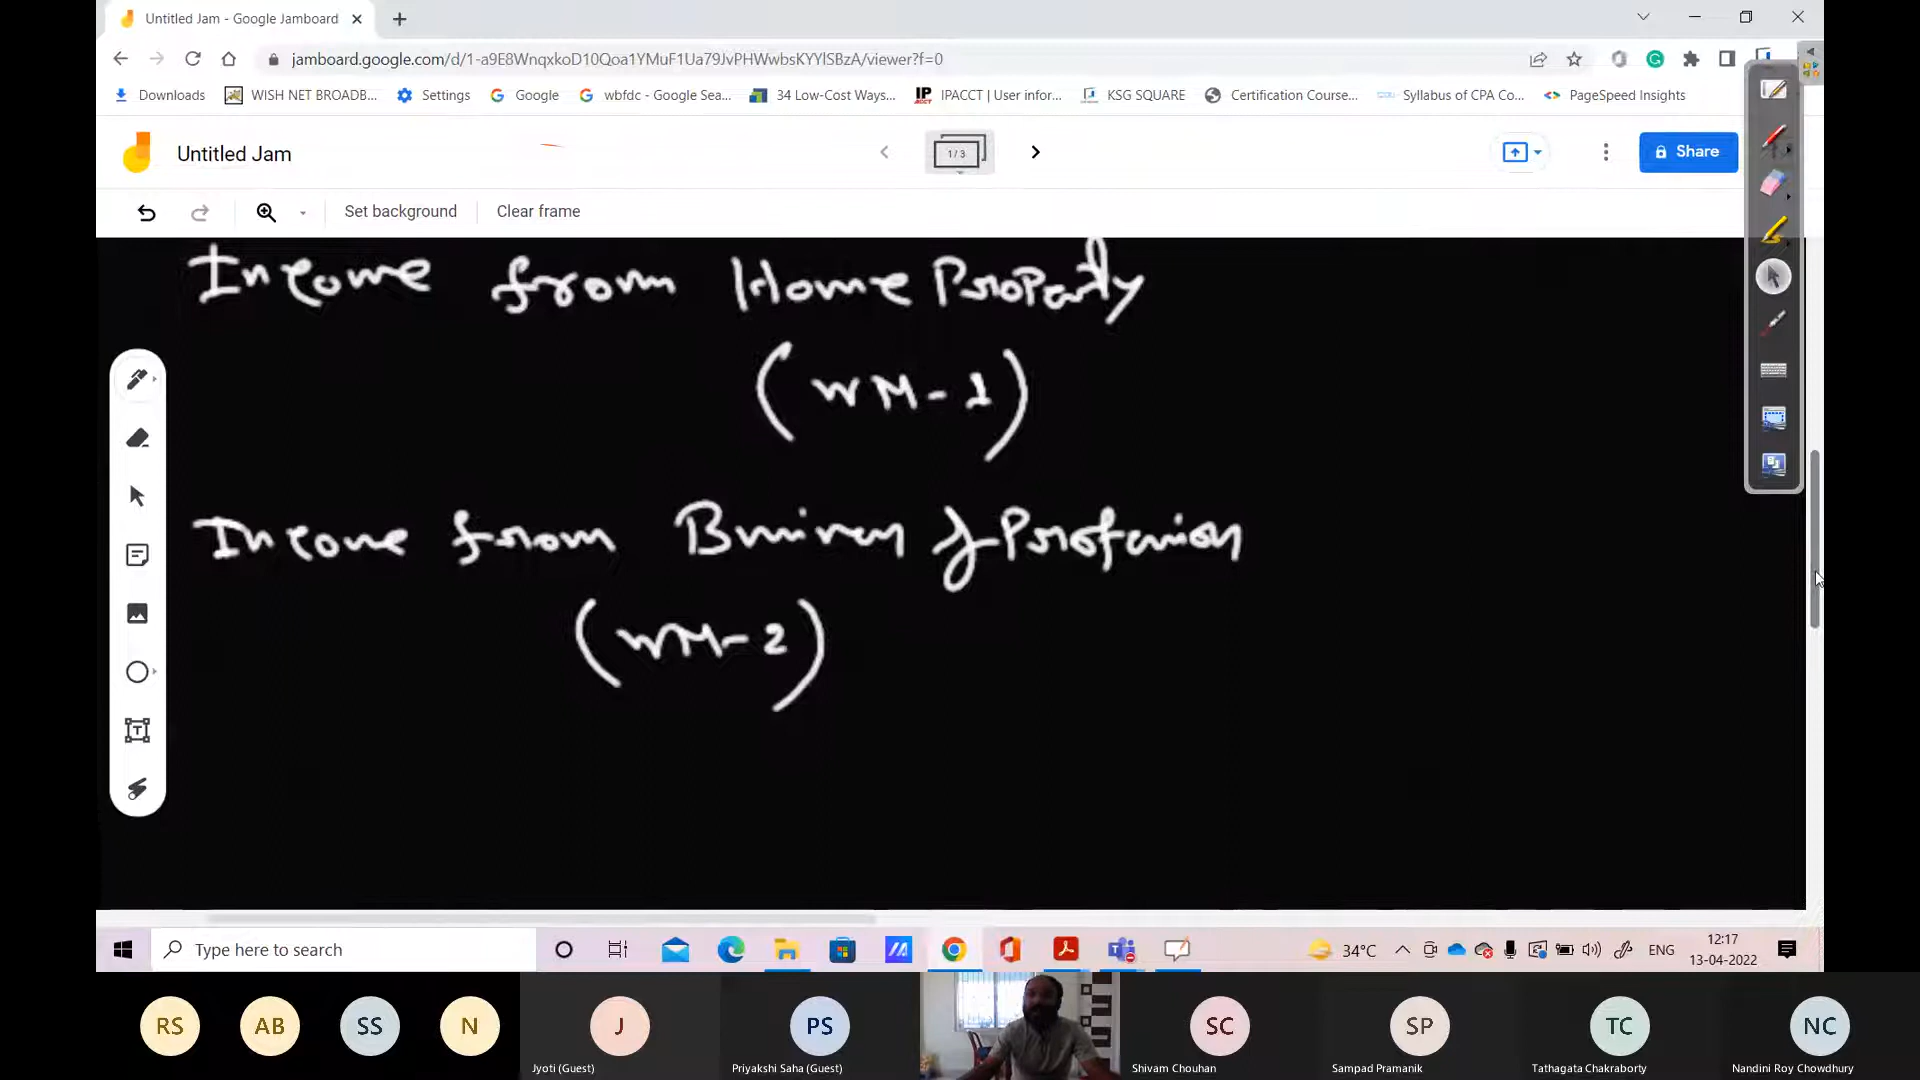 Untitled Jam - Google Jamboard
jamboard.google.com/d/1-a9E8WnqxkoD10Qoa1YMuF1Ua79JvPHWwbsKYYlSBzA/viewer?f=0
Downloads WISH NET BROADB... Settings Google wbfdc - Google Sea... 34 Low-Cost Ways... IP IPACCT | User infor... KSG SQUARE Certification Course... Syllabus of CPA Co... PageSpeed Insights
Untitled Jam
1 / 3
Share
Set background Clear frame
Income from Home Property
(WM-1)
Income from Business & Profession
(WM-2)
Type here to search
34°C
ENG
12:17
13-04-2022
RS AB SS N J PS SC SP TC NC
Jyoti (Guest) Priyakshi Saha (Guest) Shivam Chouhan Sampad Pramanik Tathagata Chakraborty Nandini Roy Chowdhury